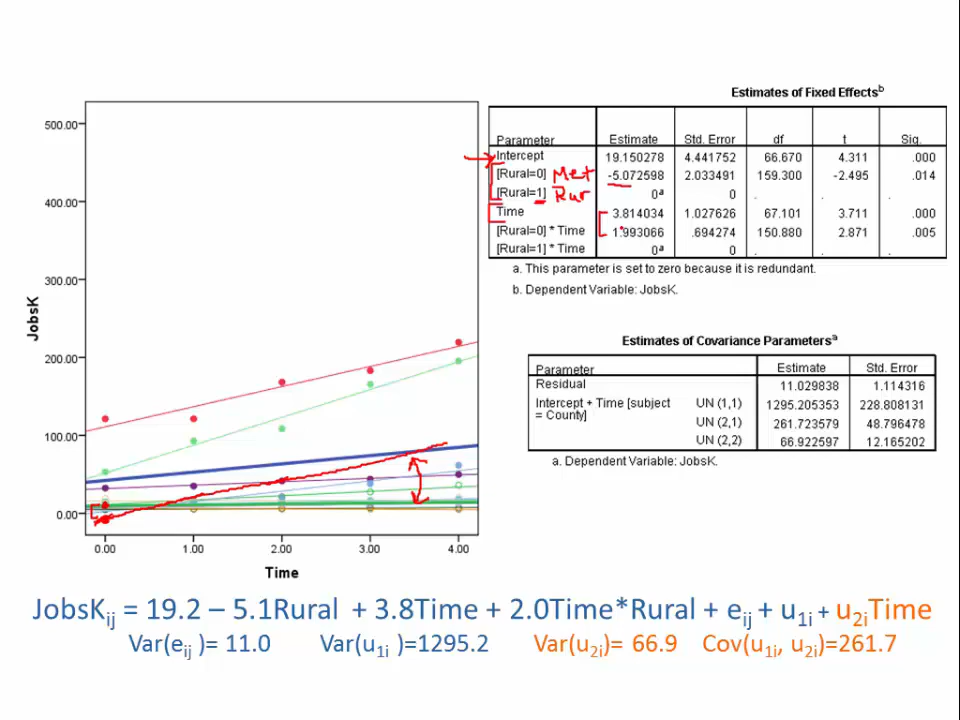 Estimates of Fixed Effects^b
Parameter Estimate Std. Error df t Sig.
Intercept 19.150278 4.441752 66.670 4.311 .000
[Rural=0] Met -5.072598 2.033491 159.300 -2.495 .014
[Rural=1] Rur 0^a 0 . . .
Time 3.814034 1.027626 67.101 3.711 .000
[Rural=0] * Time 1.993066 .694274 150.880 2.871 .005
[Rural=1] * Time 0^a 0 . . .
a. This parameter is set to zero because it is redundant.
b. Dependent Variable: JobsK.
500.00
400.00
300.00
200.00
100.00
0.00
JobsK
0.00 1.00 2.00 3.00 4.00
Time
Estimates of Covariance Parameters^a
Parameter Estimate Std. Error
Residual 11.029838 1.114316
Intercept + Time [subject UN (1,1) 1295.205353 228.808131
= County] UN (2,1) 261.723579 48.796478
UN (2,2) 66.922597 12.165202
a. Dependent Variable: JobsK.
JobsK_ij = 19.2 – 5.1Rural + 3.8Time + 2.0Time*Rural + e_ij + u_1i + u_2iTime
Var(e_ij )= 11.0 Var(u_1i )=1295.2 Var(u_2i)= 66.9 Cov(u_1i, u_2i)=261.7